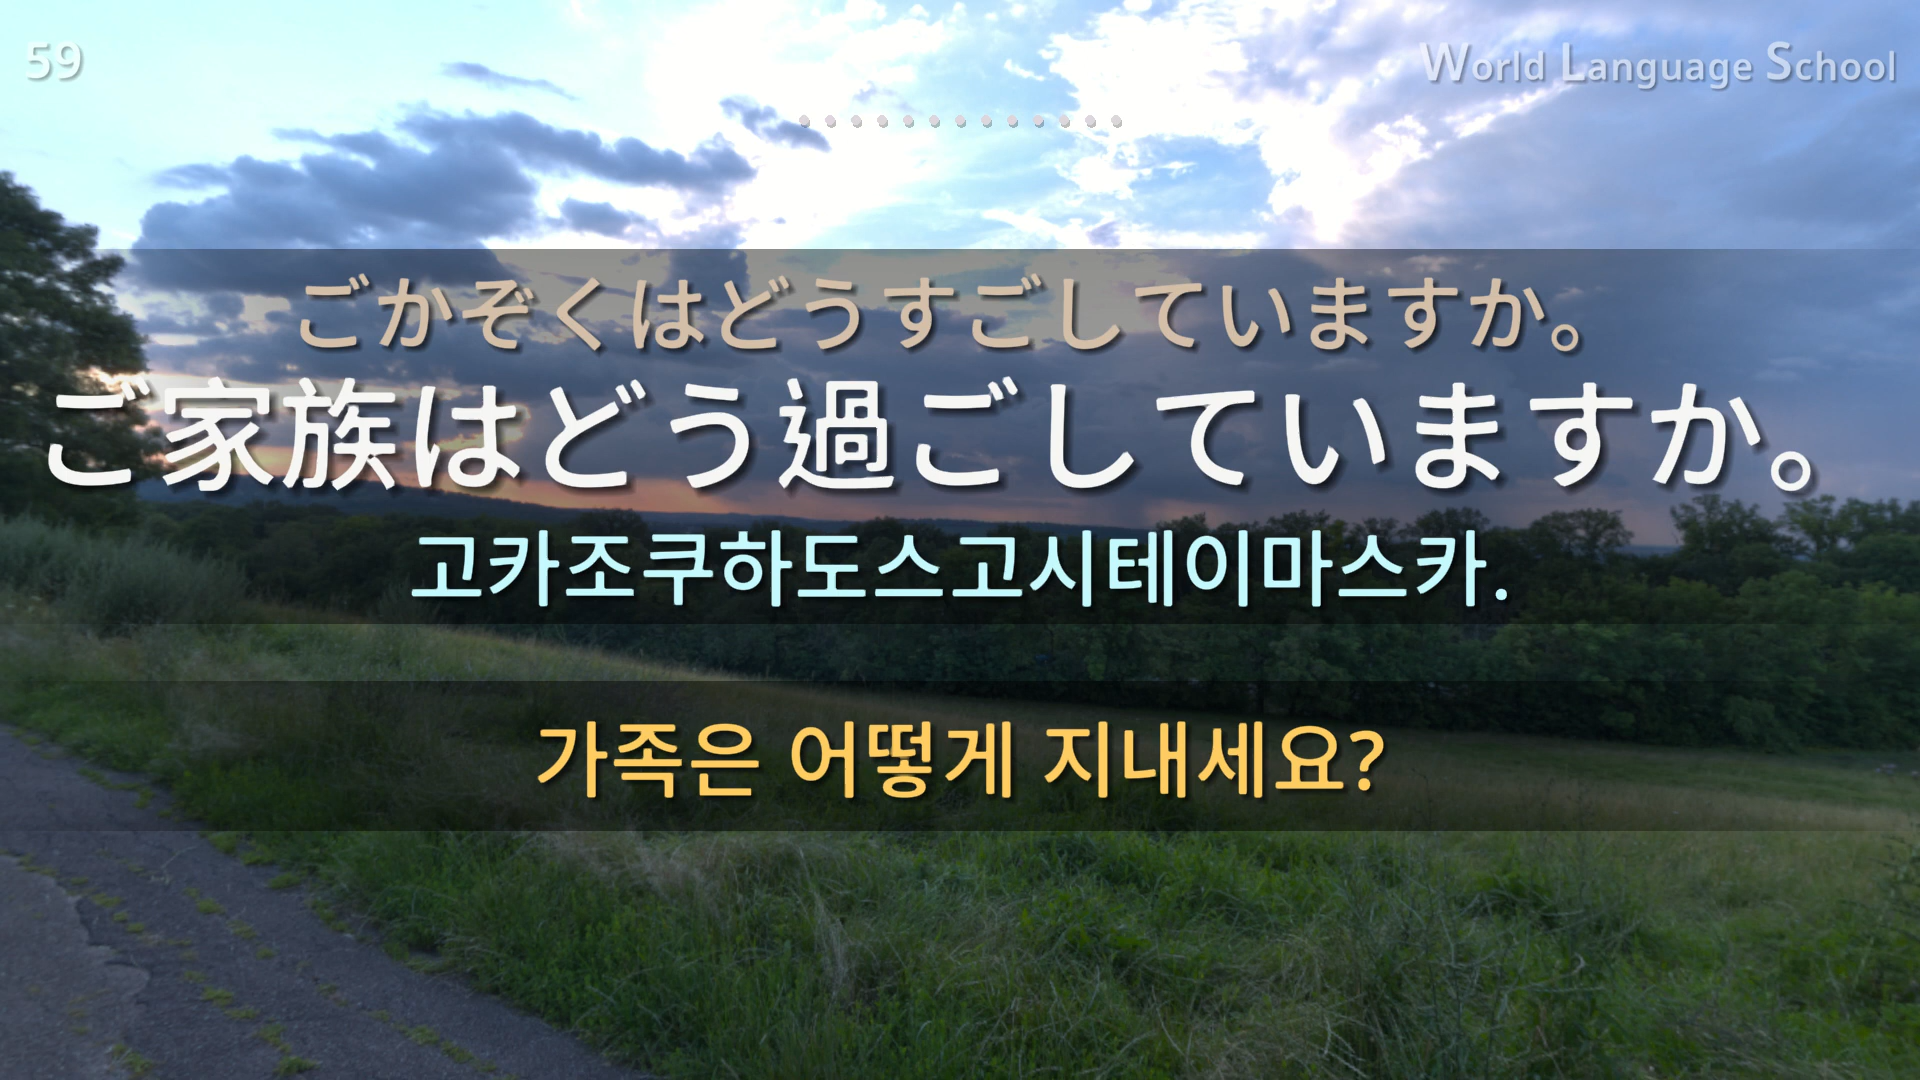 59
World Language School
ごかぞくはどうすごしていますか。
ご家族はどう過ごしていますか。
고카조쿠하도스고시테이마스카.
가족은 어떻게 지내세요?